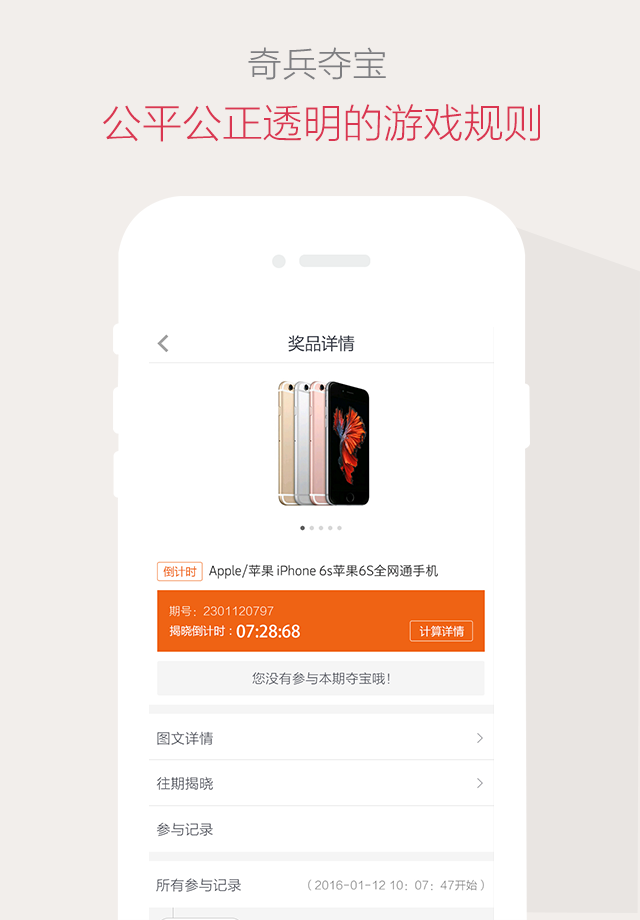 奇兵夺宝
公平公正透明的游戏规则
奖品详情
倒计时 Apple/苹果 iPhone 6s苹果6S全网通手机
期号：2301120797
揭晓倒计时：07:28:68 计算详情
您没有参与本期夺宝哦！
图文详情
往期揭晓
参与记录
所有参与记录 （2016-01-12 10：07：47开始）